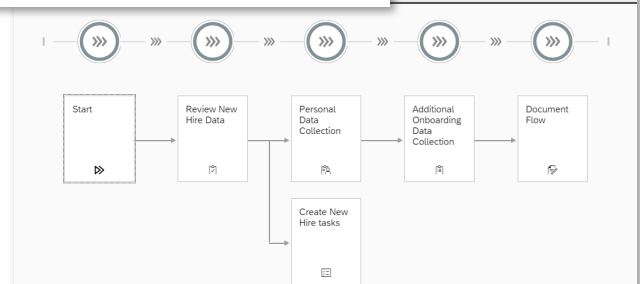 Start
Review New
Hire Data
Personal
Data
Collection
Additional
Onboarding
Data
Collection
Document
Flow
Create New
Hire tasks